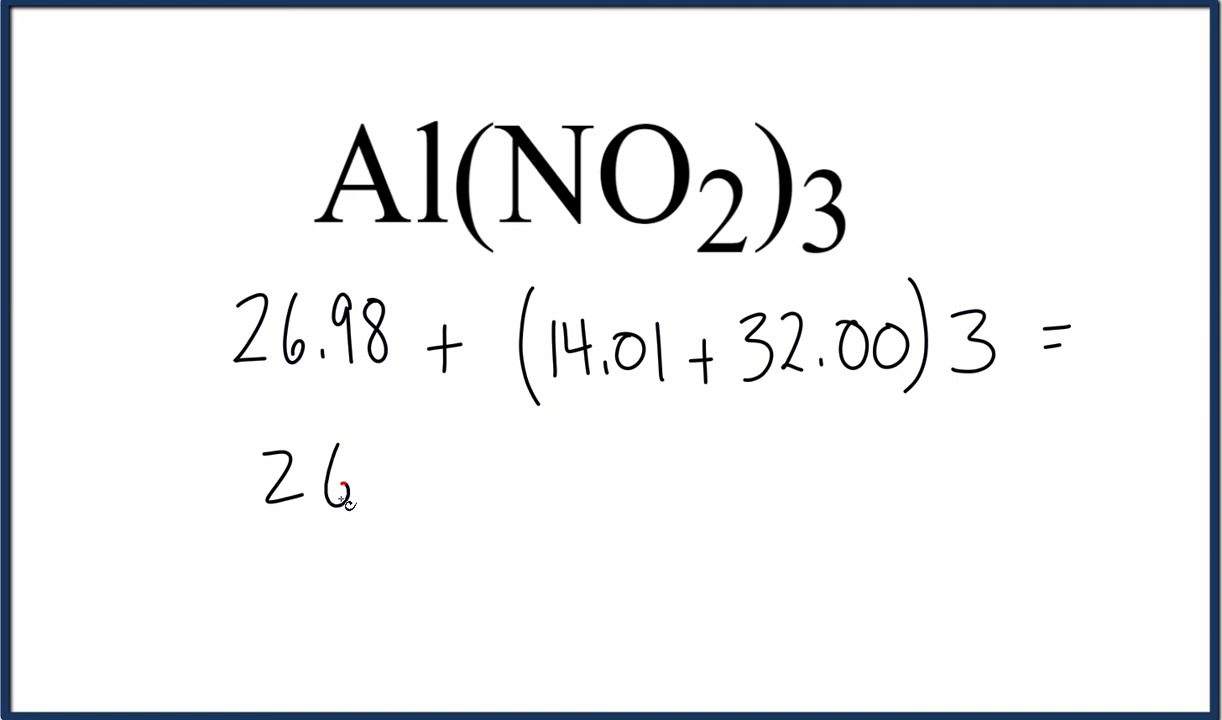 Al(NO2)3
26.98 + (14.01 + 32.00) 3 =
26